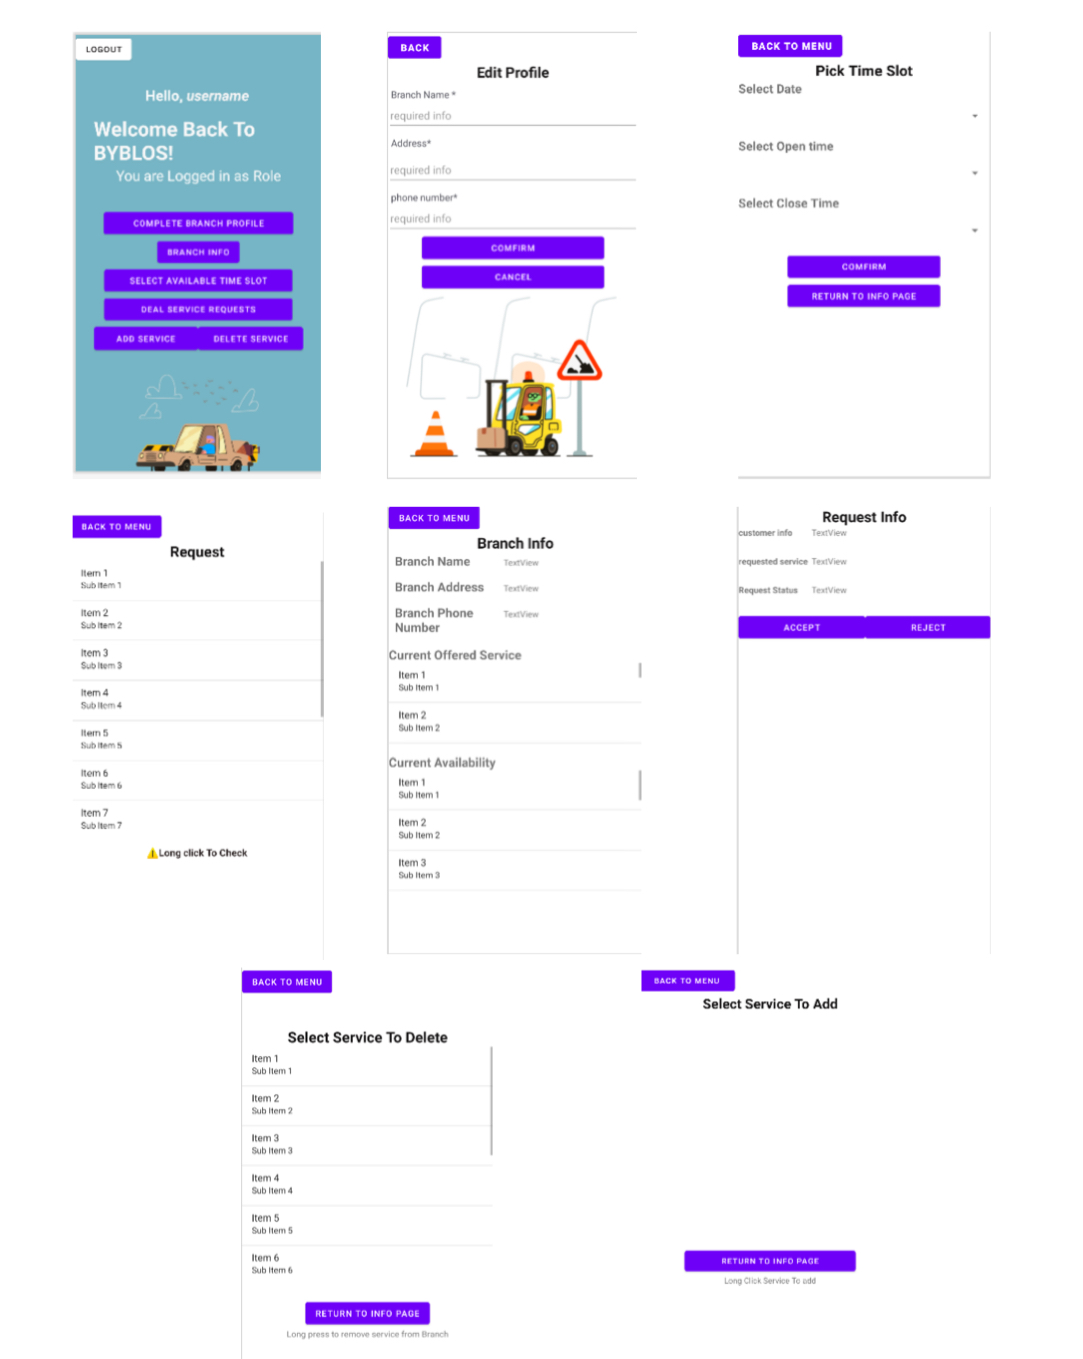 LOGOUT
Hello, username
Welcome Back To
BYBLOS!
You are Logged in as Role
COMPLETE BRANCH PROFILE
BRANCH INFO
SELECT AVAILABLE TIME SLOT
DEAL SERVICE REQUESTS
ADD SERVICE DELETE SERVICE
BACK
Edit Profile
Branch Name *
required info
Address*
required info
phone number*
required info
COMFIRM
CANCEL
BACK TO MENU
Pick Time Slot
Select Date
Select Open time
Select Close Time
COMFIRM
RETURN TO INFO PAGE
BACK TO MENU
Request
Item 1
Sub Item 1
Item 2
Sub Item 2
Item 3
Sub Item 3
Item 4
Sub Item 4
Item 5
Sub Item 5
Item 6
Sub Item 6
Item 7
Sub Item 7
⚠️Long click To Check
BACK TO MENU
Branch Info
Branch Name TextView
Branch Address TextView
Branch Phone TextView
Number
Current Offered Service
Item 1
Sub Item 1
Item 2
Sub Item 2
Current Availability
Item 1
Sub Item 1
Item 2
Sub Item 2
Item 3
Sub Item 3
Request Info
customer info TextView
requested service TextView
Request Status TextView
ACCEPT REJECT
BACK TO MENU
Select Service To Delete
Item 1
Sub Item 1
Item 2
Sub Item 2
Item 3
Sub Item 3
Item 4
Sub Item 4
Item 5
Sub Item 5
Item 6
Sub Item 6
RETURN TO INFO PAGE
Long press to remove service from Branch
BACK TO MENU
Select Service To Add
RETURN TO INFO PAGE
Long Click Service To add